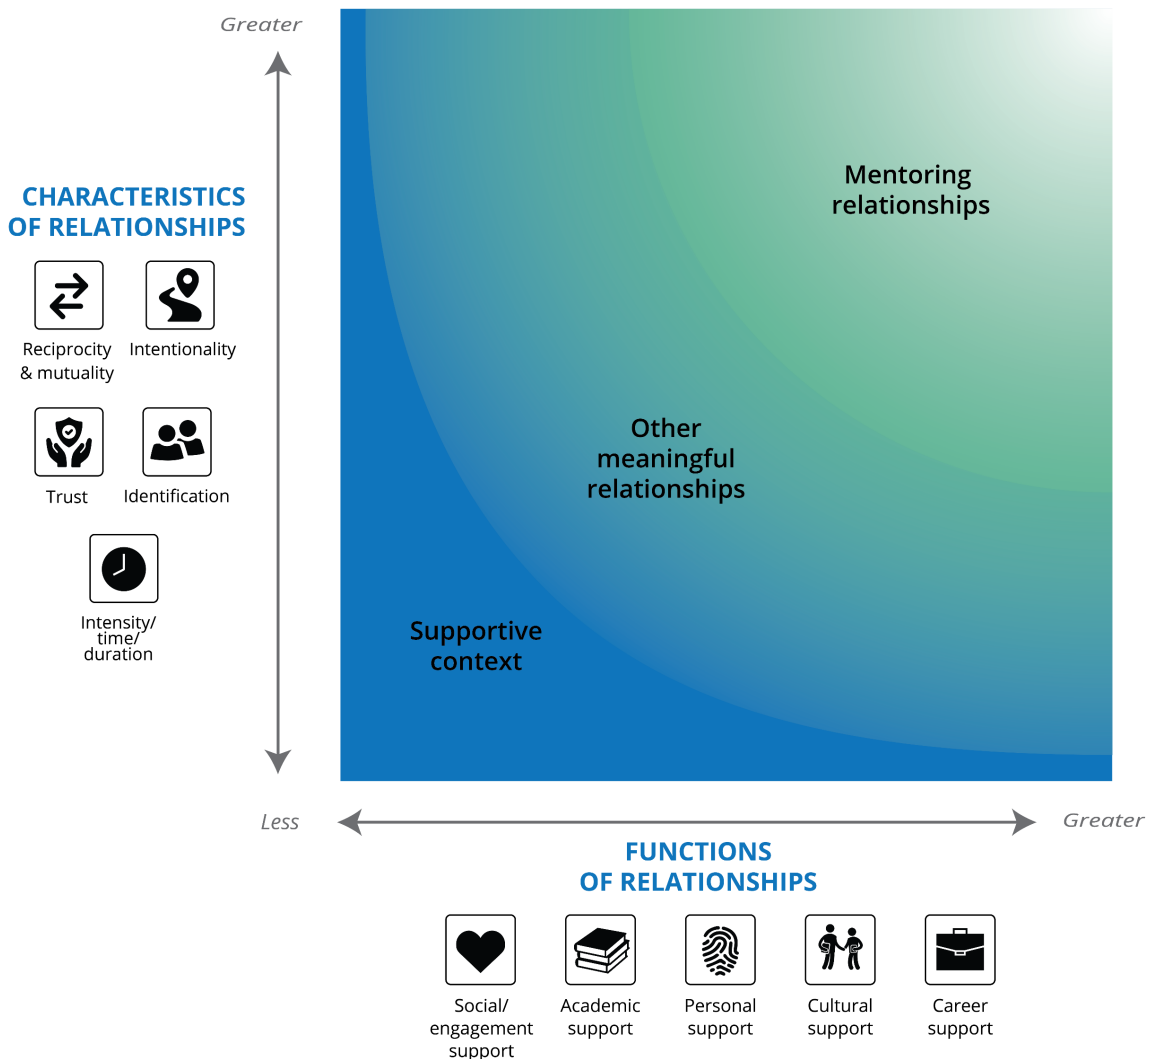 Greater
CHARACTERISTICS
OF RELATIONSHIPS
Reciprocity
& mutuality
Intentionality
Trust
Identification
Intensity/
time/
duration
Mentoring
relationships
Other
meaningful
relationships
Supportive
context
Less
Greater
FUNCTIONS
OF RELATIONSHIPS
Social/
engagement
support
Academic
support
Personal
support
Cultural
support
Career
support